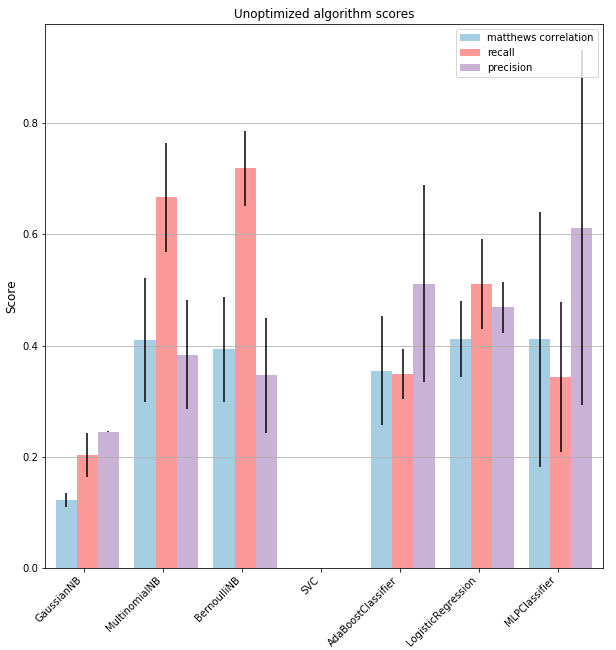 Unoptimized algorithm scores
matthews correlation
recall
precision
Score
0.8
0.6
0.4
0.2
0.0
GaussianNB
MultinomialNB
BernoulliNB
SVC
AdaBoostClassifier
LogisticRegression
MLPClassifier